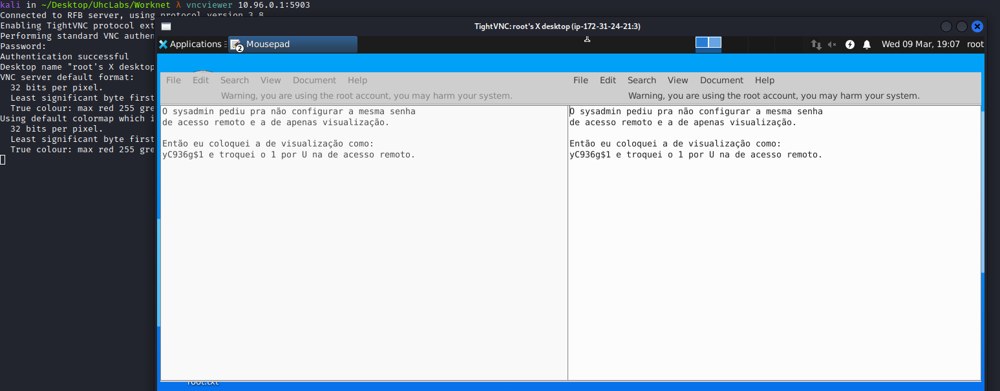 kali in ~/Desktop/UhcLabs/Worknet λ vncviewer 10.96.0.1:5903
Connected to RFB server, using protocol version 3.8
Enabling TightVNC protocol ext
Performing standard VNC authen
Password:
Authentication successful
Desktop name "root's X desktop
VNC server default format:
32 bits per pixel.
Least significant byte first
True colour: max red 255 gre
Using default colormap which i
32 bits per pixel.
Least significant byte first
True colour: max red 255 gre
TightVNC: root's X desktop (ip-172-31-24-21:3)
Applications
2 Mousepad
Wed 09 Mar, 19:07 root
File Edit Search View Document Help
Warning, you are using the root account, you may harm your system.
O sysadmin pediu pra não configurar a mesma senha
de acesso remoto e a de apenas visualização.
Então eu coloquei a de visualização como:
yC936g$1 e troquei o 1 por U na de acesso remoto.
File Edit Search View Document Help
Warning, you are using the root account, you may harm your system.
O sysadmin pediu pra não configurar a mesma senha
de acesso remoto e a de apenas visualização.
Então eu coloquei a de visualização como:
yC936g$1 e troquei o 1 por U na de acesso remoto.
root.txt